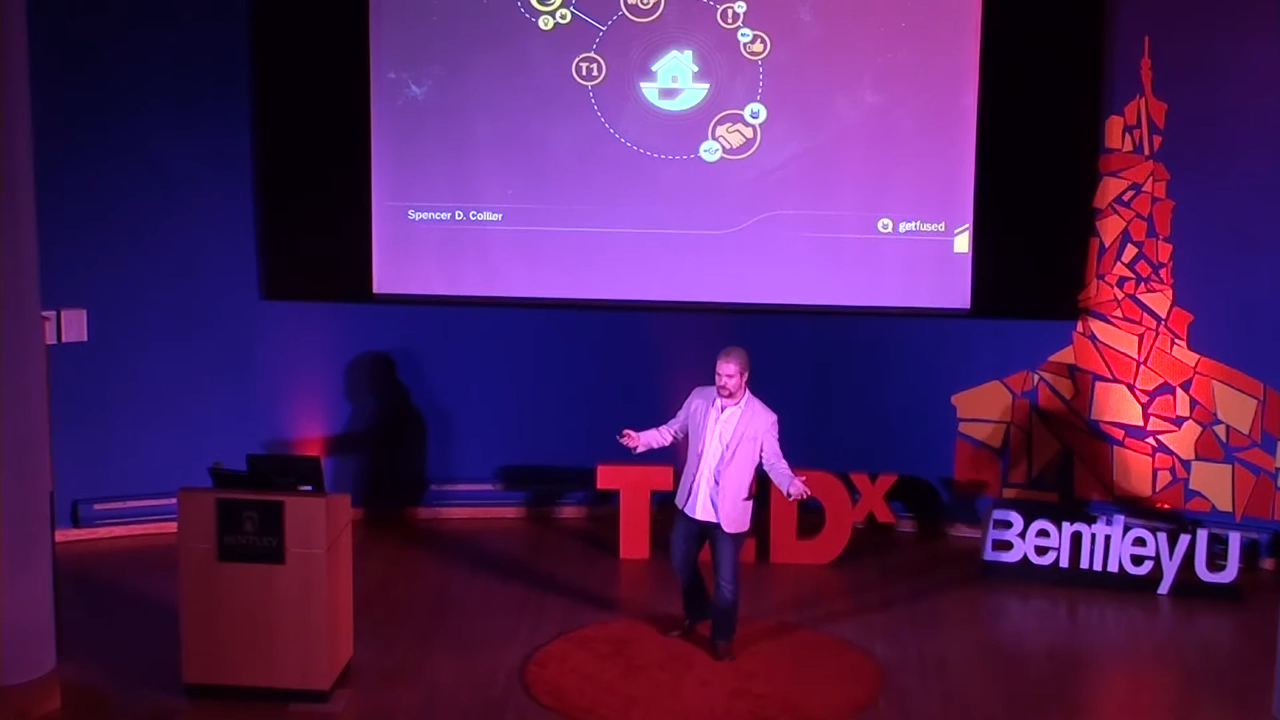 T1
Spencer D. Collier
getfused
TEDx
BentleyU
BENTLEY